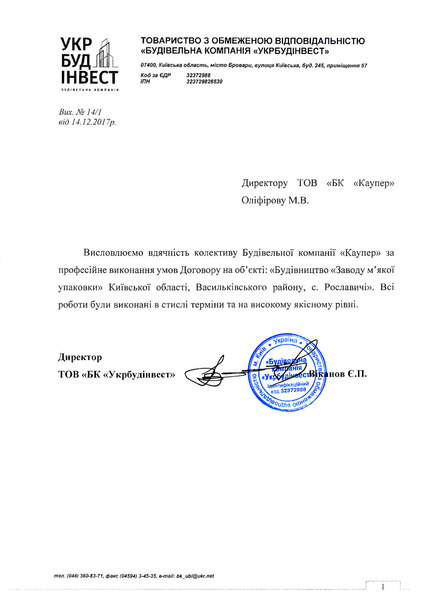 УКР
БУД
ІНВЕСТ
БУДІВЕЛЬНА КОМПАНІЯ
ТОВАРИСТВО З ОБМЕЖЕНОЮ ВІДПОВІДАЛЬНІСТЮ
«БУДІВЕЛЬНА КОМПАНІЯ «УКРБУДІНВЕСТ»
07400, Київська область, місто Бровари, вулиця Київська, буд. 245, приміщення 57
Код за ЄДР 32372988
ІПН 323729826530
Вих. № 14/1
від 14.12.2017р.
Директору ТОВ «БК «Каупер»
Оліфірову М.В.
Висловлюємо вдячність колективу Будівельної компанії «Каупер» за
професійне виконання умов Договору на об'єкті: «Будівництво «Заводу м'якої
упаковки» Київської області, Васильківського району, с. Рославичі». Всі
роботи були виконані в стислі терміни та на високому якісному рівні.
Директор
ТОВ «БК «Укрбудінвест» Ніканов Є.П.
Україна * Товариство з обмеженою відповідальністю * м. Київ *
«Будівельна
компанія
«Укрбудінвест»
ідентифікаційний
код 32372988
тел. (044) 360-83-71, факс (04594) 3-45-35, e-mail: bk_ubi@ukr.net
1